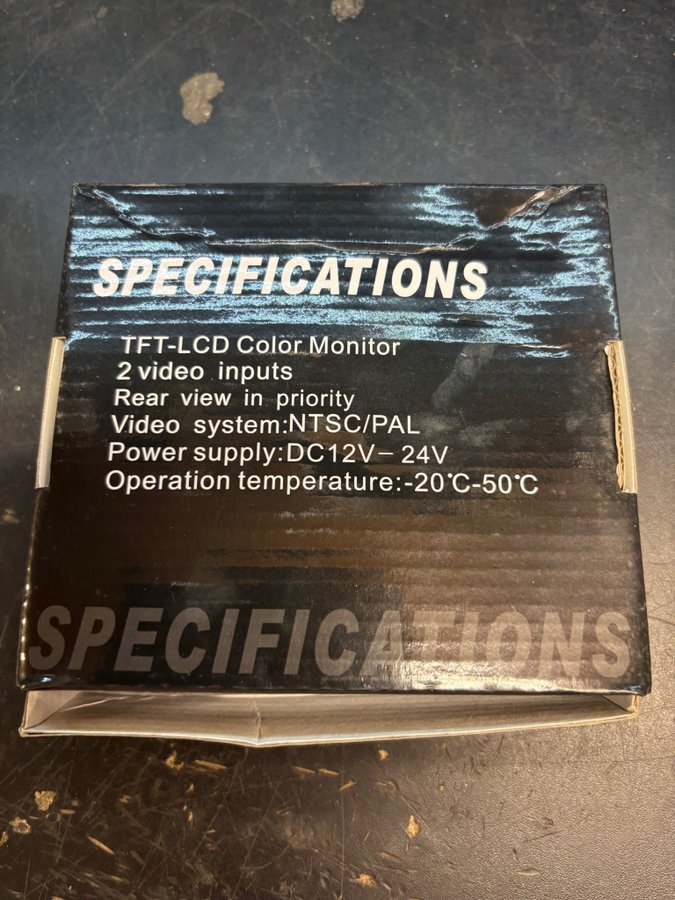 SPECIFICATIONS
TFT-LCD Color Monitor
2 video inputs
Rear view in priority
Video system:NTSC/PAL
Power supply:DC12V- 24V
Operation temperature:-20℃-50℃
SPECIFICATIONS